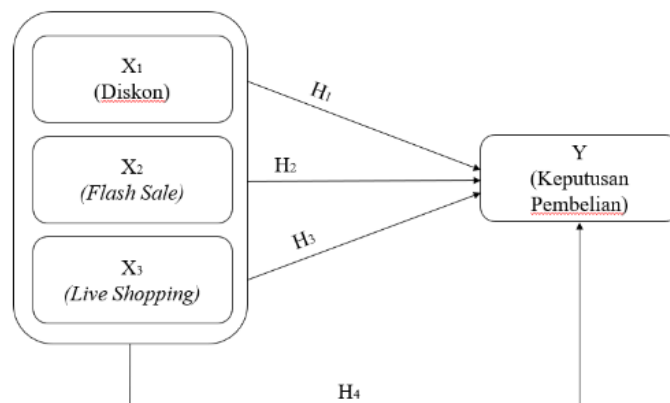 X₁
(Diskon)
X₂
(Flash Sale)
X₃
(Live Shopping)
H₁
H₂
H₃
Y
(Keputusan
Pembelian)
H₄